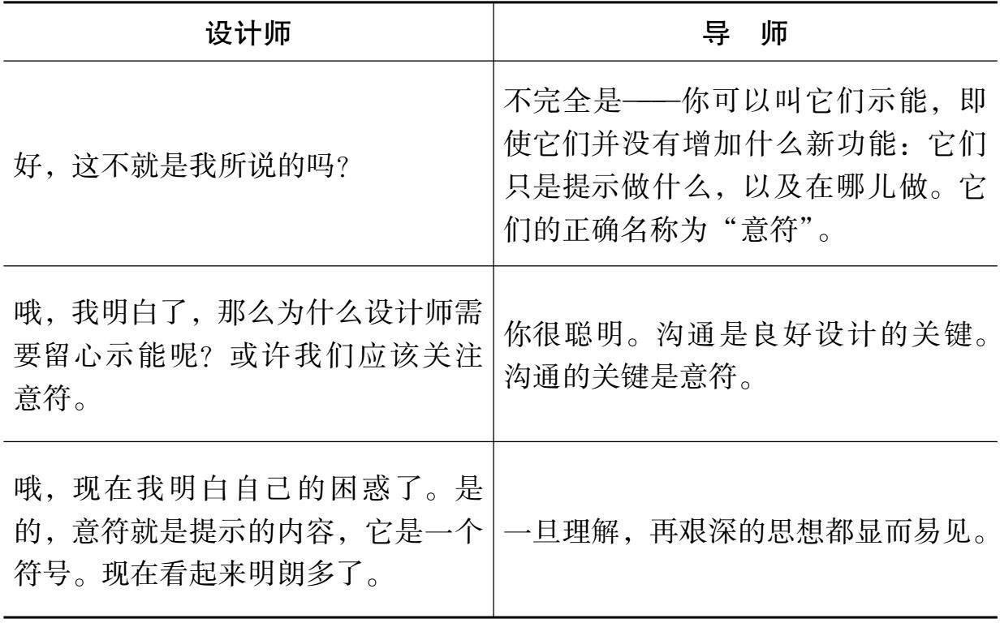 设计师
导 师
好，这不就是我所说的吗？
不完全是——你可以叫它们示能，即
使它们并没有增加什么新功能：它们
只是提示做什么，以及在哪儿做。它
们的正确名称为“意符”。
哦，我明白了，那么为什么设计师需
要留心示能呢？或许我们应该关注
意符。
你很聪明。沟通是良好设计的关键。
沟通的关键是意符。
哦，现在我明白自己的困惑了。是
的，意符就是提示的内容，它是一个
符号。现在看起来明朗多了。
一旦理解，再艰深的思想都显而易见。